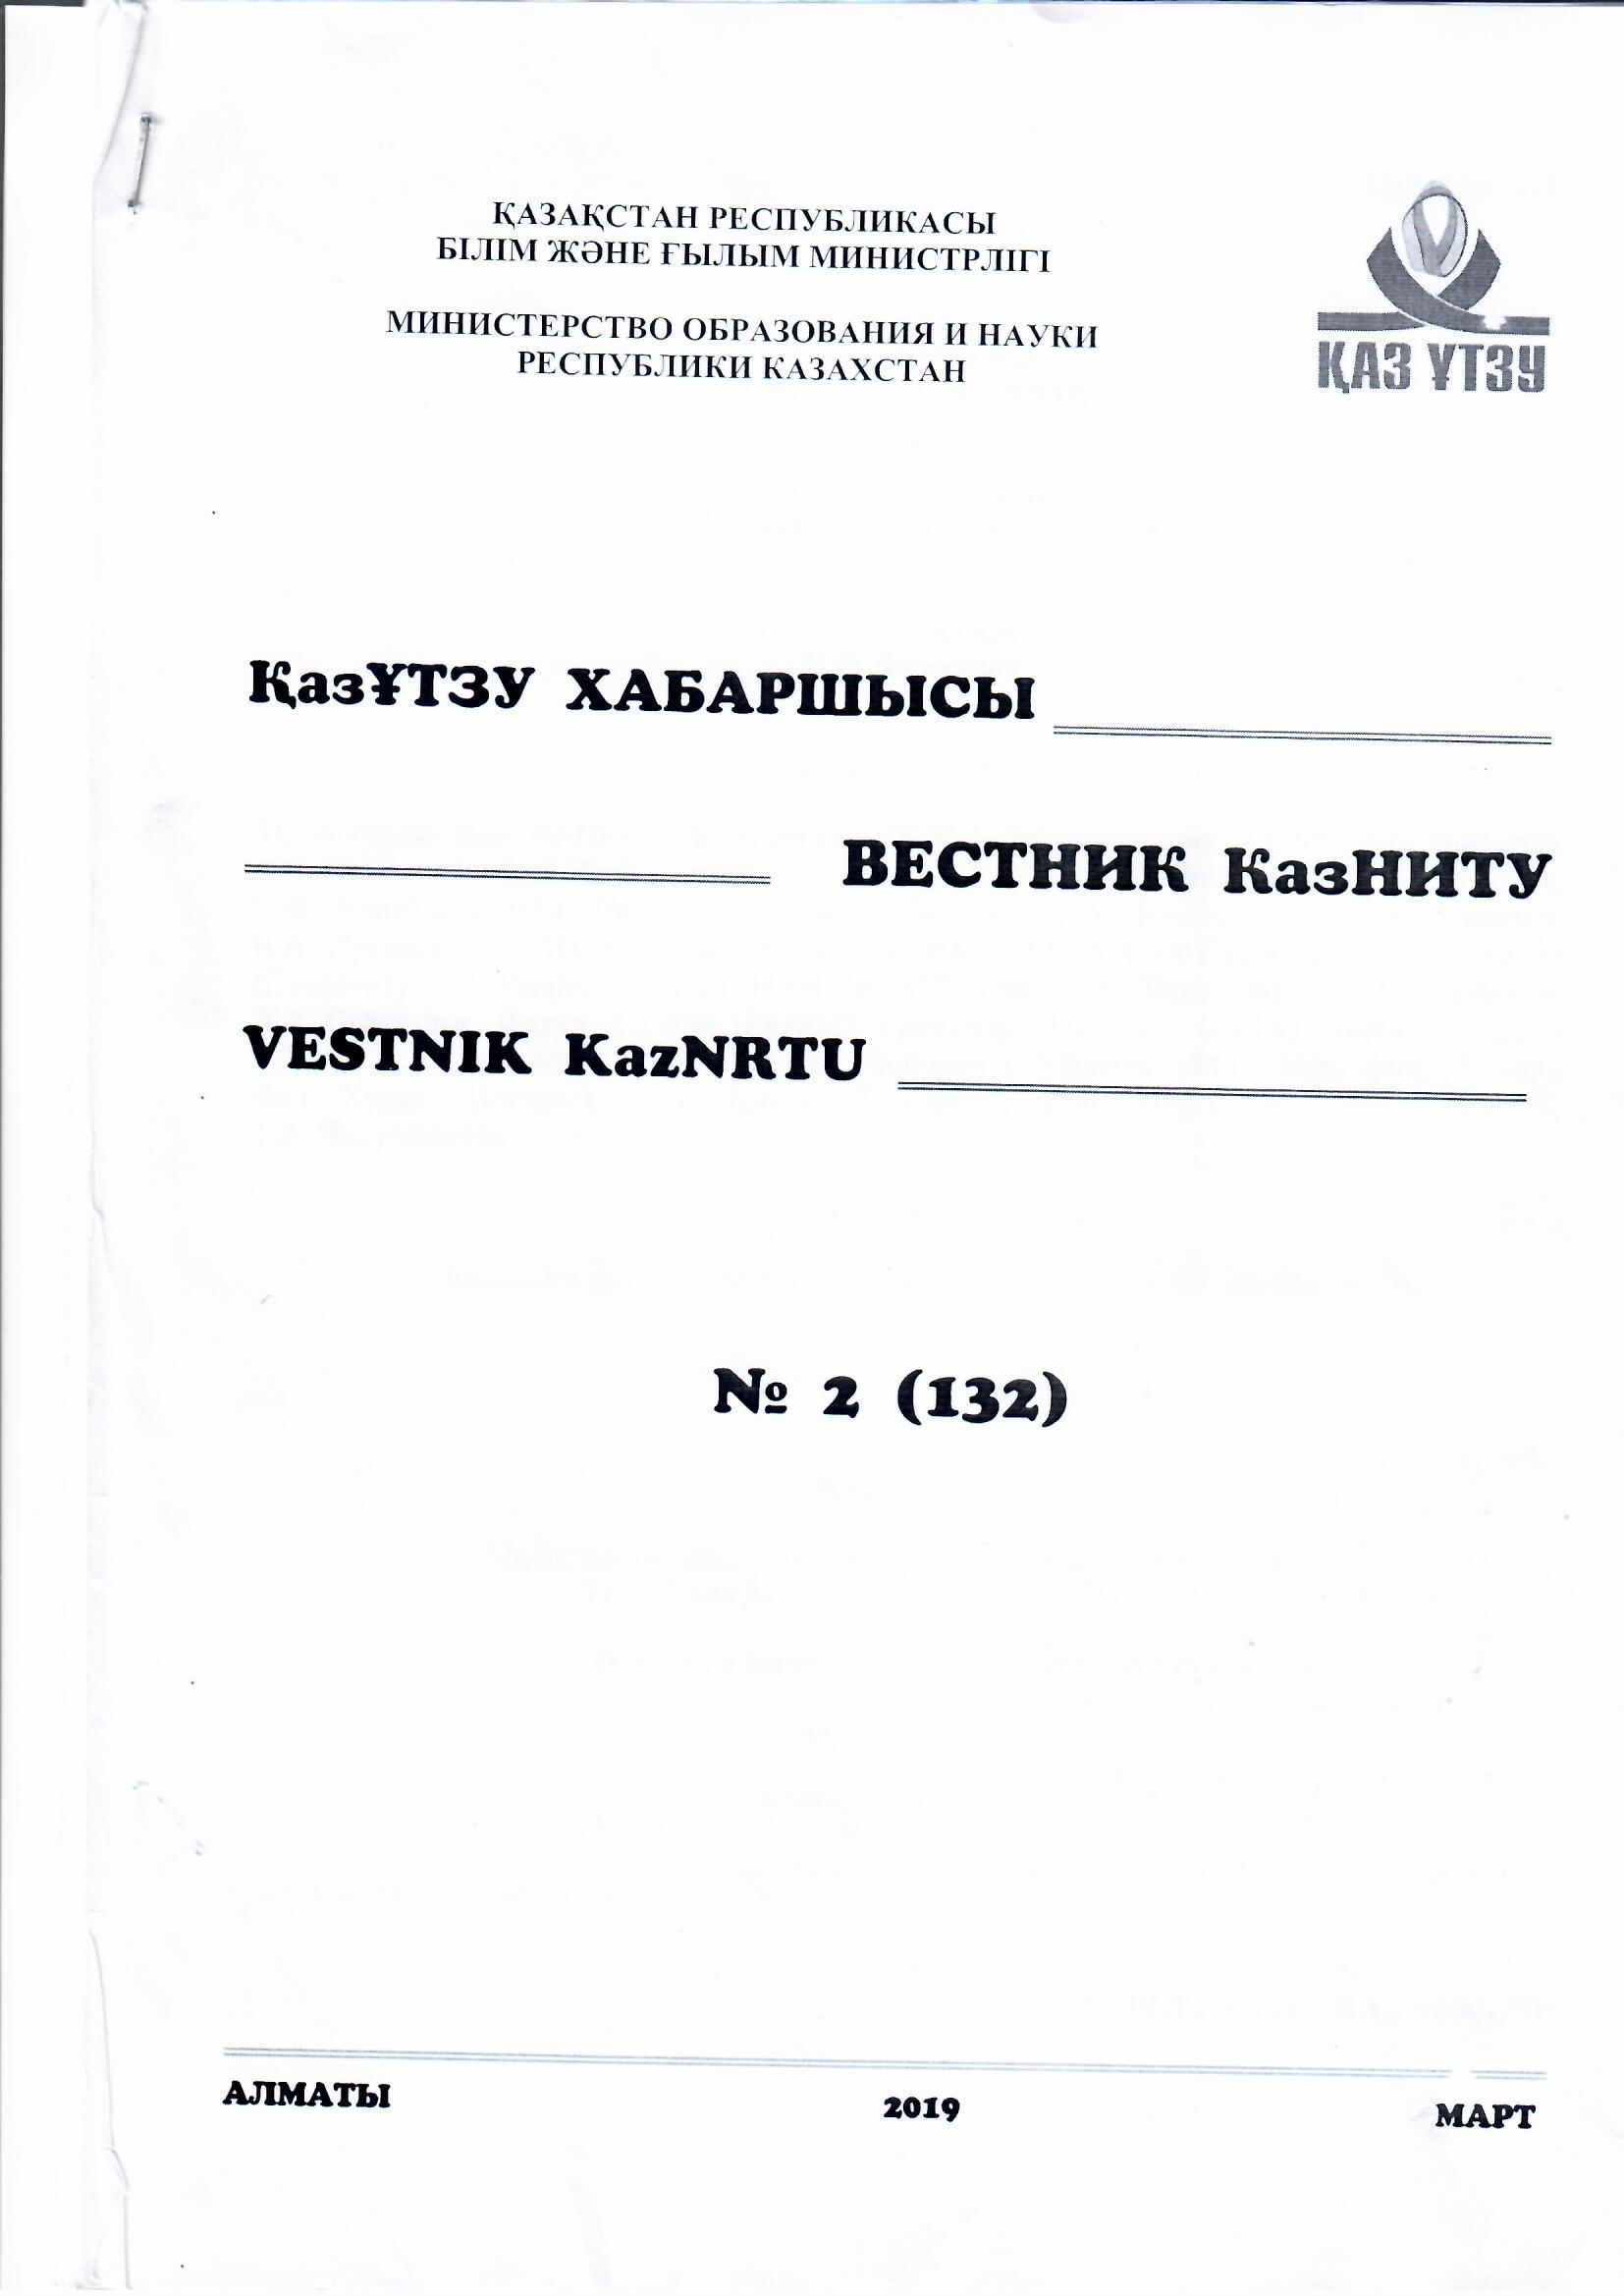 ҚАЗАҚСТАН РЕСПУБЛИКАСЫ
БІЛІМ ЖӘНЕ ҒЫЛЫМ МИНИСТРЛІГІ
МИНИСТЕРСТВО ОБРАЗОВАНИЯ И НАУКИ
РЕСПУБЛИКИ КАЗАХСТАН
ҚАЗ ҰТЗУ
ҚазҰТЗУ ХАБАРШЫСЫ
ВЕСТНИК КазНИТУ
VESTNIK KazNRTU
№ 2 (132)
АЛМАТЫ 2019 МАРТ